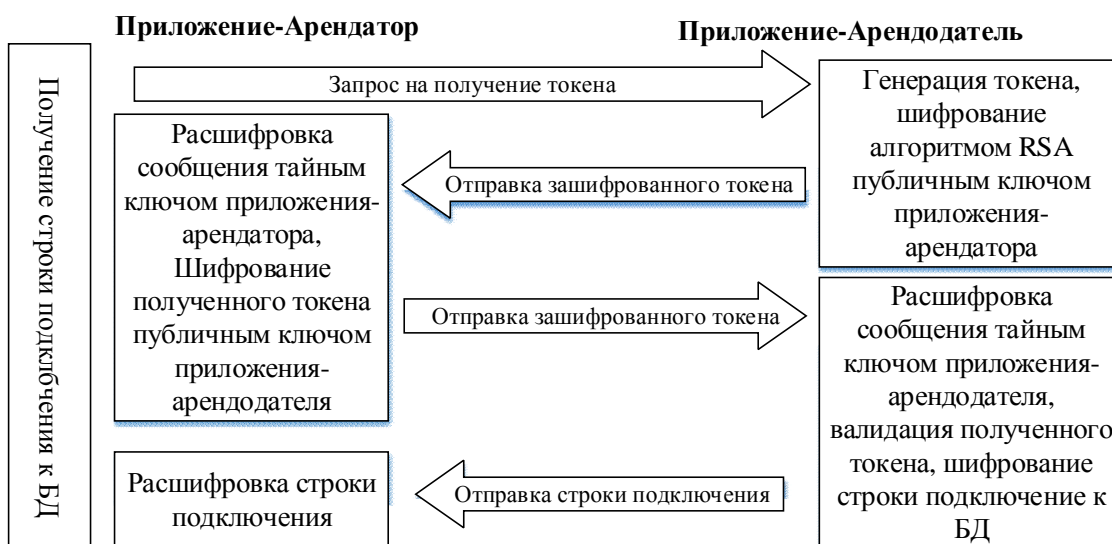 Приложение-Арендатор
Приложение-Арендодатель
Получение строки подклбчения к БД
Запрос на получение токена
Генерация токена,
шифрование
алгоритмом RSA
публичным ключом
приложения-
арендатора
Расшифровка
сообщения тайным
ключом приложения-
арендатора,
Шифрование
полученного токена
публичным ключом
приложения-
арендодателя
Отправка зашифрованного токена
Отправка зашифрованного токена
Расшифровка
сообщения тайным
ключом приложения-
арендодателя,
валидация полученного
токена, шифрование
строки подключение к
БД
Отправка строки подключения
Расшифровка строки
подключения